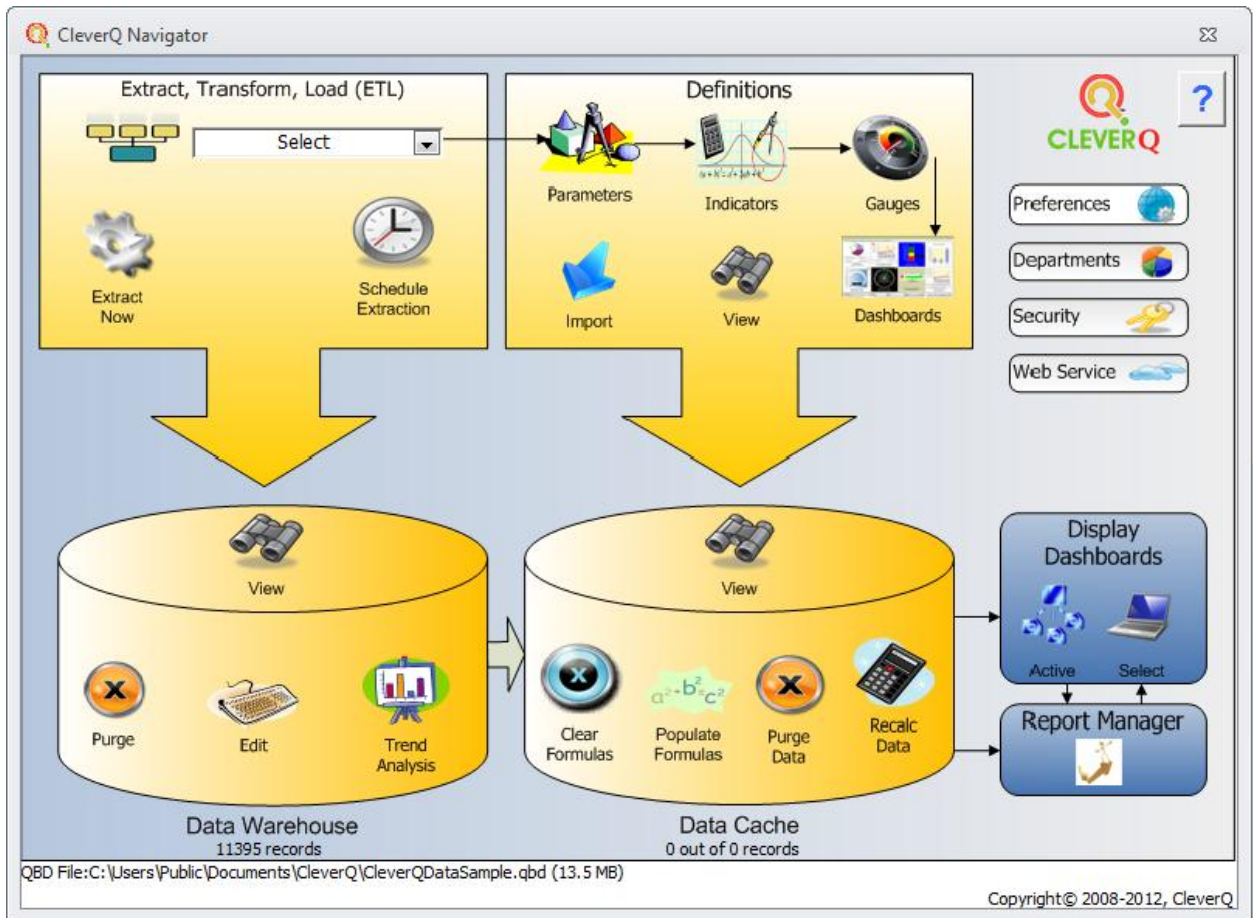 CleverQ Navigator
Extract, Transform, Load (ETL)
Select
Extract
Now
Schedule
Extraction
Definitions
Parameters
Indicators
Gauges
Import
View
Dashboards
?
CLEVERQ
Preferences
Departments
Security
Web Service
View
Purge
Edit
Trend
Analysis
Data Warehouse
11395 records
View
X
Clear
Formulas
a²+b²=c²
Populate
Formulas
X
Purge
Data
Recalc
Data
Data Cache
0 out of 0 records
Display
Dashboards
Active
Select
Report Manager
QBD File:C:\Users\Public\Documents\CleverQ\CleverQDataSample.qbd (13.5 MB)
Copyright© 2008-2012, CleverQ